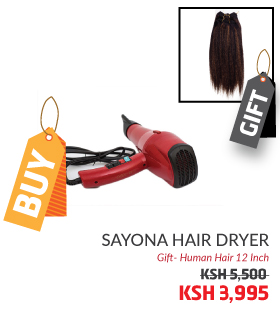 GIFT
BUY
SAYONA HAIR DRYER
Gift- Human Hair 12 Inch
KSH 5,500
KSH 3,995